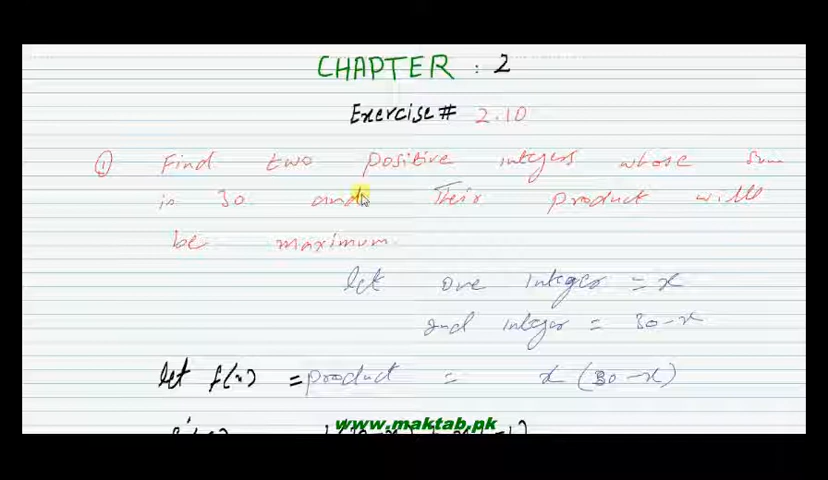 CHAPTER : 2
Exercise # 2.10
① Find two positive integers whose sum
is 30 and Their product will
be maximum.
let one integer = x
2nd integer = 30-x
let f(x) = product = x (30-x)
www.maktab.pk